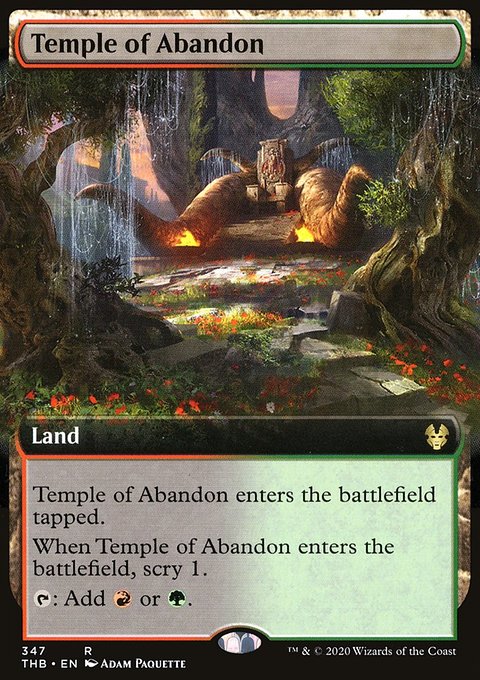 Temple of Abandon
Land
Temple of Abandon enters the battlefield
tapped.
When Temple of Abandon enters the
battlefield, scry 1.
: Add or .
347 R
THB • EN Adam Paquette
™ & © 2020 Wizards of the Coast